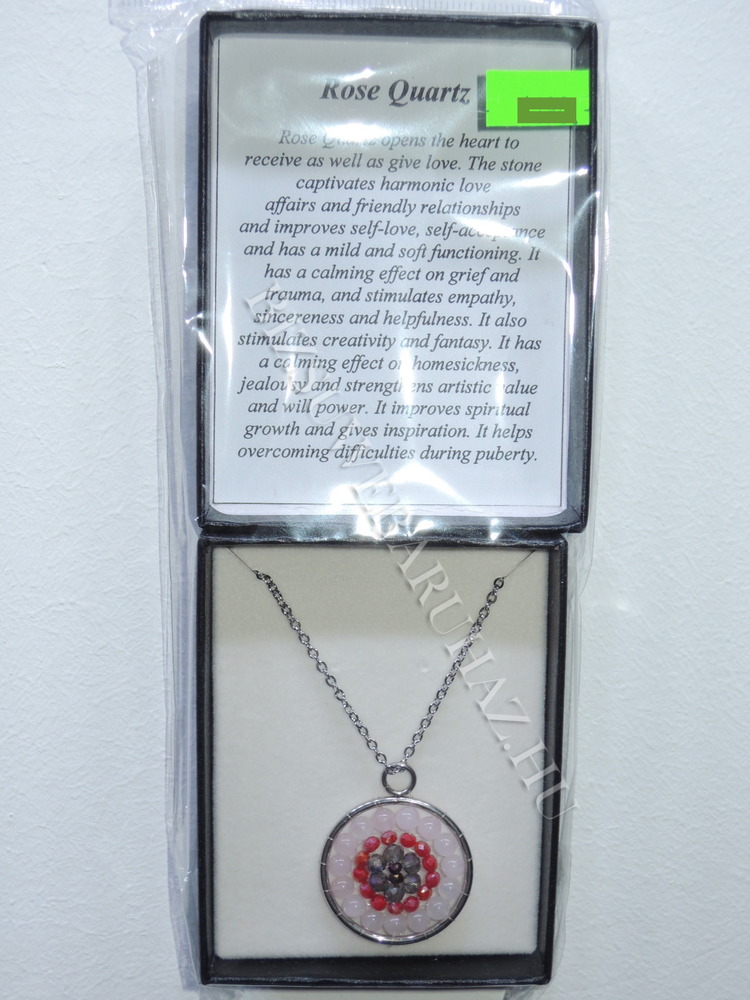 Rose Quartz
Rose Quartz opens the heart to
receive as well as give love. The stone
captivates harmonic love
affairs and friendly relationships
and improves self-love, self-acceptance
and has a mild and soft functioning. It
has a calming effect on grief and
trauma, and stimulates empathy,
sincereness and helpfulness. It also
stimulates creativity and fantasy. It has
a calming effect on homesickness,
jealousy and strengthens artistic value
and will power. It improves spiritual
growth and gives inspiration. It helps
overcoming difficulties during puberty.
WEBARUHAZ.HU